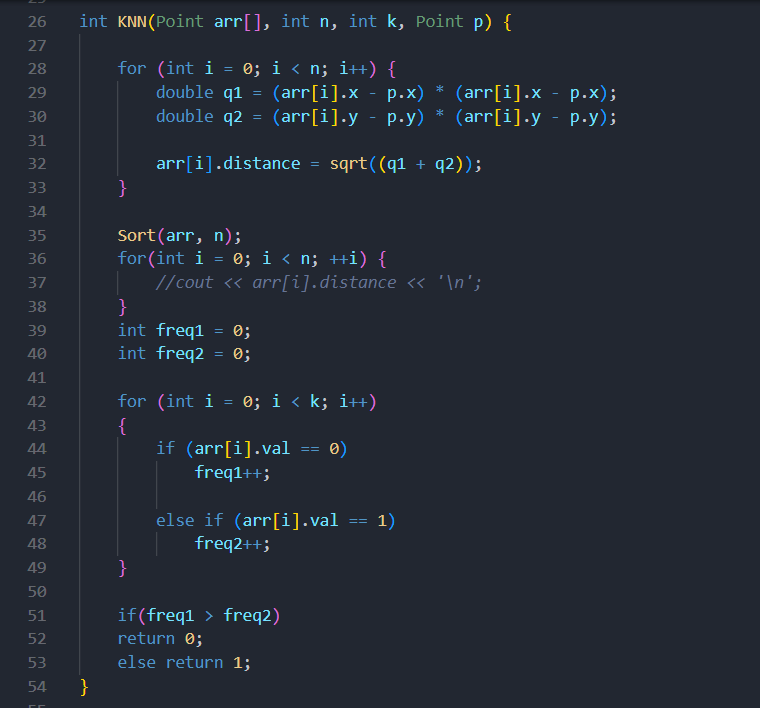 26 int KNN(Point arr[], int n, int k, Point p) {
27
28     for (int i = 0; i < n; i++) {
29         double q1 = (arr[i].x - p.x) * (arr[i].x - p.x);
30         double q2 = (arr[i].y - p.y) * (arr[i].y - p.y);
31
32         arr[i].distance = sqrt((q1 + q2));
33     }
34
35     Sort(arr, n);
36     for(int i = 0; i < n; ++i) {
37         //cout << arr[i].distance << '\n';
38     }
39     int freq1 = 0;
40     int freq2 = 0;
41
42     for (int i = 0; i < k; i++)
43     {
44         if (arr[i].val == 0)
45             freq1++;
46
47         else if (arr[i].val == 1)
48             freq2++;
49     }
50
51     if(freq1 > freq2)
52     return 0;
53     else return 1;
54 }